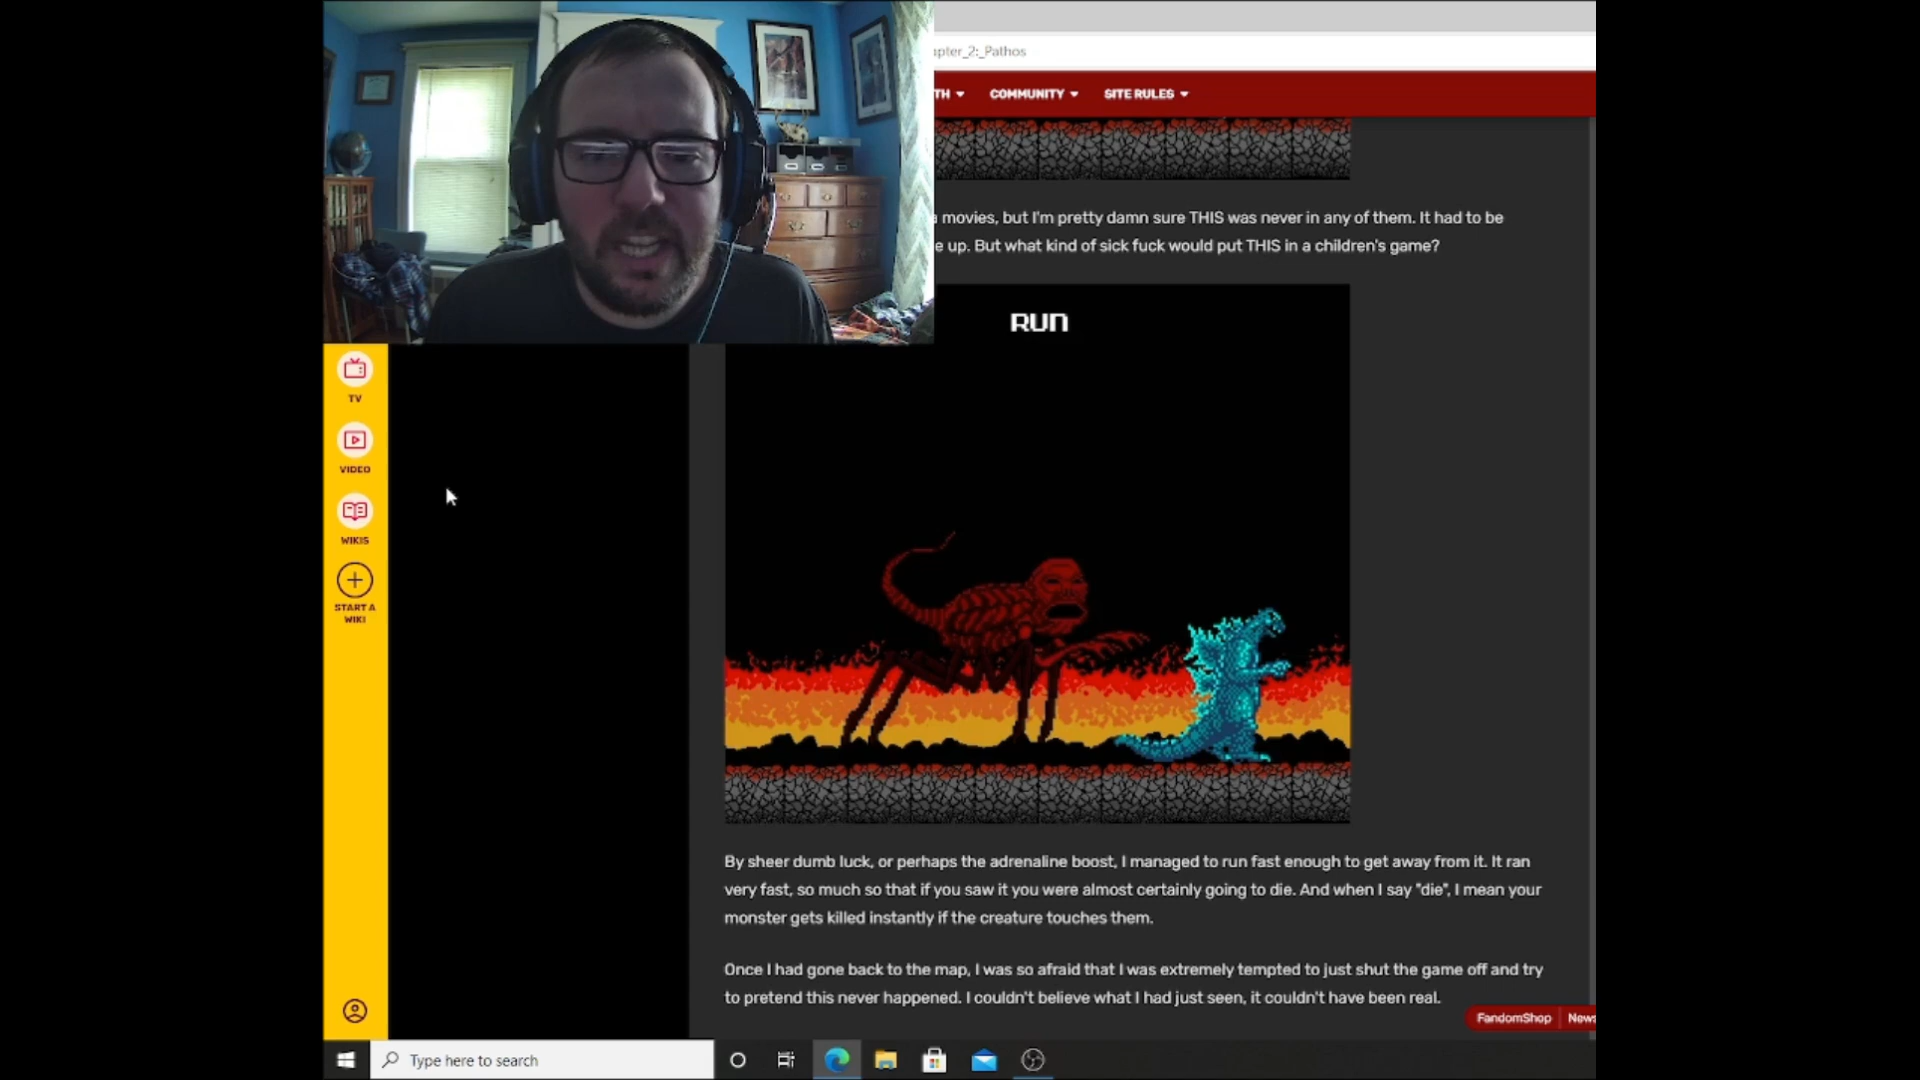 apter_2:_Pathos
TH COMMUNITY SITE RULES
movies, but I'm pretty damn sure THIS was never in any of them. It had to be
e up. But what kind of sick fuck would put THIS in a children's game?
RUN
TV
VIDEO
WIKIS
START A
WIKI
By sheer dumb luck, or perhaps the adrenaline boost, I managed to run fast enough to get away from it. It ran
very fast, so much so that if you saw it you were almost certainly going to die. And when I say "die", I mean your
monster gets killed instantly if the creature touches them.
Once I had gone back to the map, I was so afraid that I was extremely tempted to just shut the game off and try
to pretend this never happened. I couldn't believe what I had just seen, it couldn't have been real.
FandomShop News
Type here to search